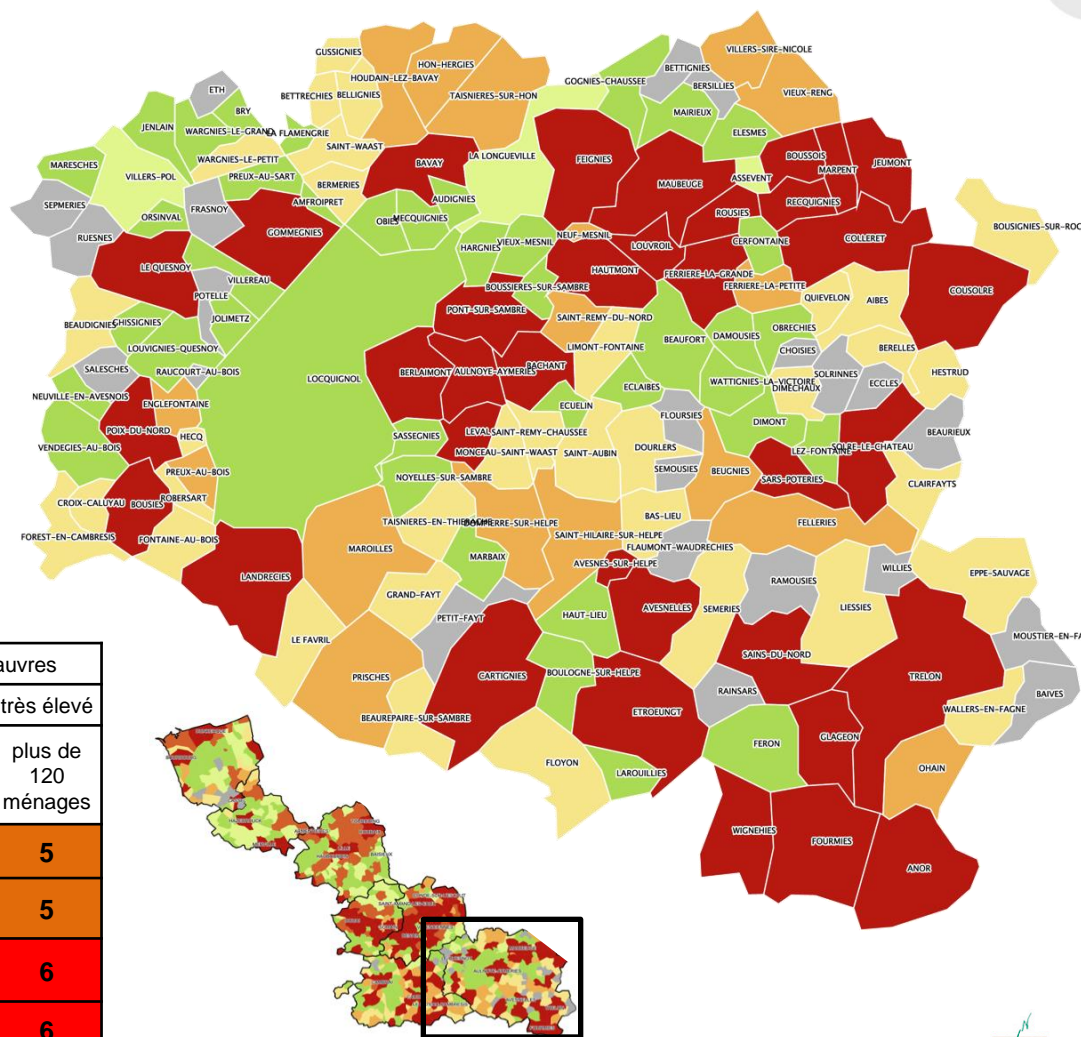 GUSSIGNIES
HON-HERGIES
VILLERS-SIRE-NICOLE
HOUDAIN-LEZ-BAVAY
BETTIGNIES
GOGNIES-CHAUSSEE
ETH
BETTRECHIES
BELLIGNIES
TAISNIERES-SUR-HON
BERSILLIES
VIEUX-RENG
BRY
MAIRIEUX
JENLAIN
WARGNIES-LE-GRAND
LA FLAMENGRIE
ELESMES
SAINT-WAAST
MARESCHES
WARGNIES-LE-PETIT
BAVAY
LA LONGUEVILLE
FEIGNIES
BOUSSOIS
JEUMONT
VILLERS-POL
PREUX-AU-SART
BERMERIES
MAUBEUGE
ASSEVENT
MARPENT
SEPMERIES
AMFROIPRET
AUDIGNIES
RECQUIGNIES
ORSINVAL
FRASNOY
OBIES
MECQUIGNIES
ROUSIES
BOUSIGNIES-SUR-ROC
RUESNES
GOMMEGNIES
NEUF-MESNIL
CERFONTAINE
COLLERET
HARGNIES
VIEUX-MESNIL
LOUVROIL
LE QUESNOY
HAUTMONT
FERRIERE-LA-GRANDE
VILLEREAU
BOUSSIERES-SUR-SAMBRE
FERRIERE-LA-PETITE
COUSOLRE
POTELLE
PONT-SUR-SAMBRE
QUIEVELON
AIBES
BEAUDIGNIES
GHISSIGNIES
JOLIMETZ
SAINT-REMY-DU-NORD
OBRECHIES
BEAUFORT
DAMOUSIES
LOUVIGNIES-QUESNOY
LIMONT-FONTAINE
CHOISIES
BERELLES
SALESCHES
RAUCOURT-AU-BOIS
LOCQUIGNOL
BERLAIMONT
AULNOYE-AYMERIES
BACHANT
HESTRUD
SOLRINNES
ECLAIBES
WATTIGNIES-LA-VICTOIRE
DIMECHAUX
ECCLES
NEUVILLE-EN-AVESNOIS
ENGLEFONTAINE
ECUELIN
FLOURSIES
POIX-DU-NORD
HECQ
SASSEGNIES
LEVAL
SAINT-REMY-CHAUSSEE
DIMONT
BEAURIEUX
VENDEGIES-AU-BOIS
MONCEAU-SAINT-WAAST
SAINT-AUBIN
DOURLERS
LEZ-FONTAINE
SOLRE-LE-CHATEAU
PREUX-AU-BOIS
NOYELLES-SUR-SAMBRE
SEMOUSIES
BEUGNIES
SARS-POTERIES
CLAIRFAYTS
CROIX-CALUYAU
BOUSIES
ROBERSART
BAS-LIEU
FOREST-EN-CAMBRESIS
FONTAINE-AU-BOIS
TAISNIERES-EN-THIERACHE
DOMPIERRE-SUR-HELPE
SAINT-HILAIRE-SUR-HELPE
FELLERIES
MAROILLES
MARBAIX
FLAUMONT-WAUDRECHIES
LANDRECIES
AVESNES-SUR-HELPE
WILLIES
EPPE-SAUVAGE
RAMOUSIES
GRAND-FAYT
PETIT-FAYT
HAUT-LIEU
AVESNELLES
SEMERIES
LIESSIES
LE FAVRIL
MOUSTIER-EN-FA
SAINS-DU-NORD
PRISCHES
CARTIGNIES
BOULOGNE-SUR-HELPE
TRELON
RAINSARS
BAIVES
BEAUREPAIRE-SUR-SAMBRE
ETROEUNGT
WALLERS-EN-FAGNE
GLAGEON
FERON
FLOYON
LAROUILLIES
OHAIN
WIGNEHIES
FOURMIES
ANOR
auvres
très élevé
plus de
120
ménages
5
5
6
6
N